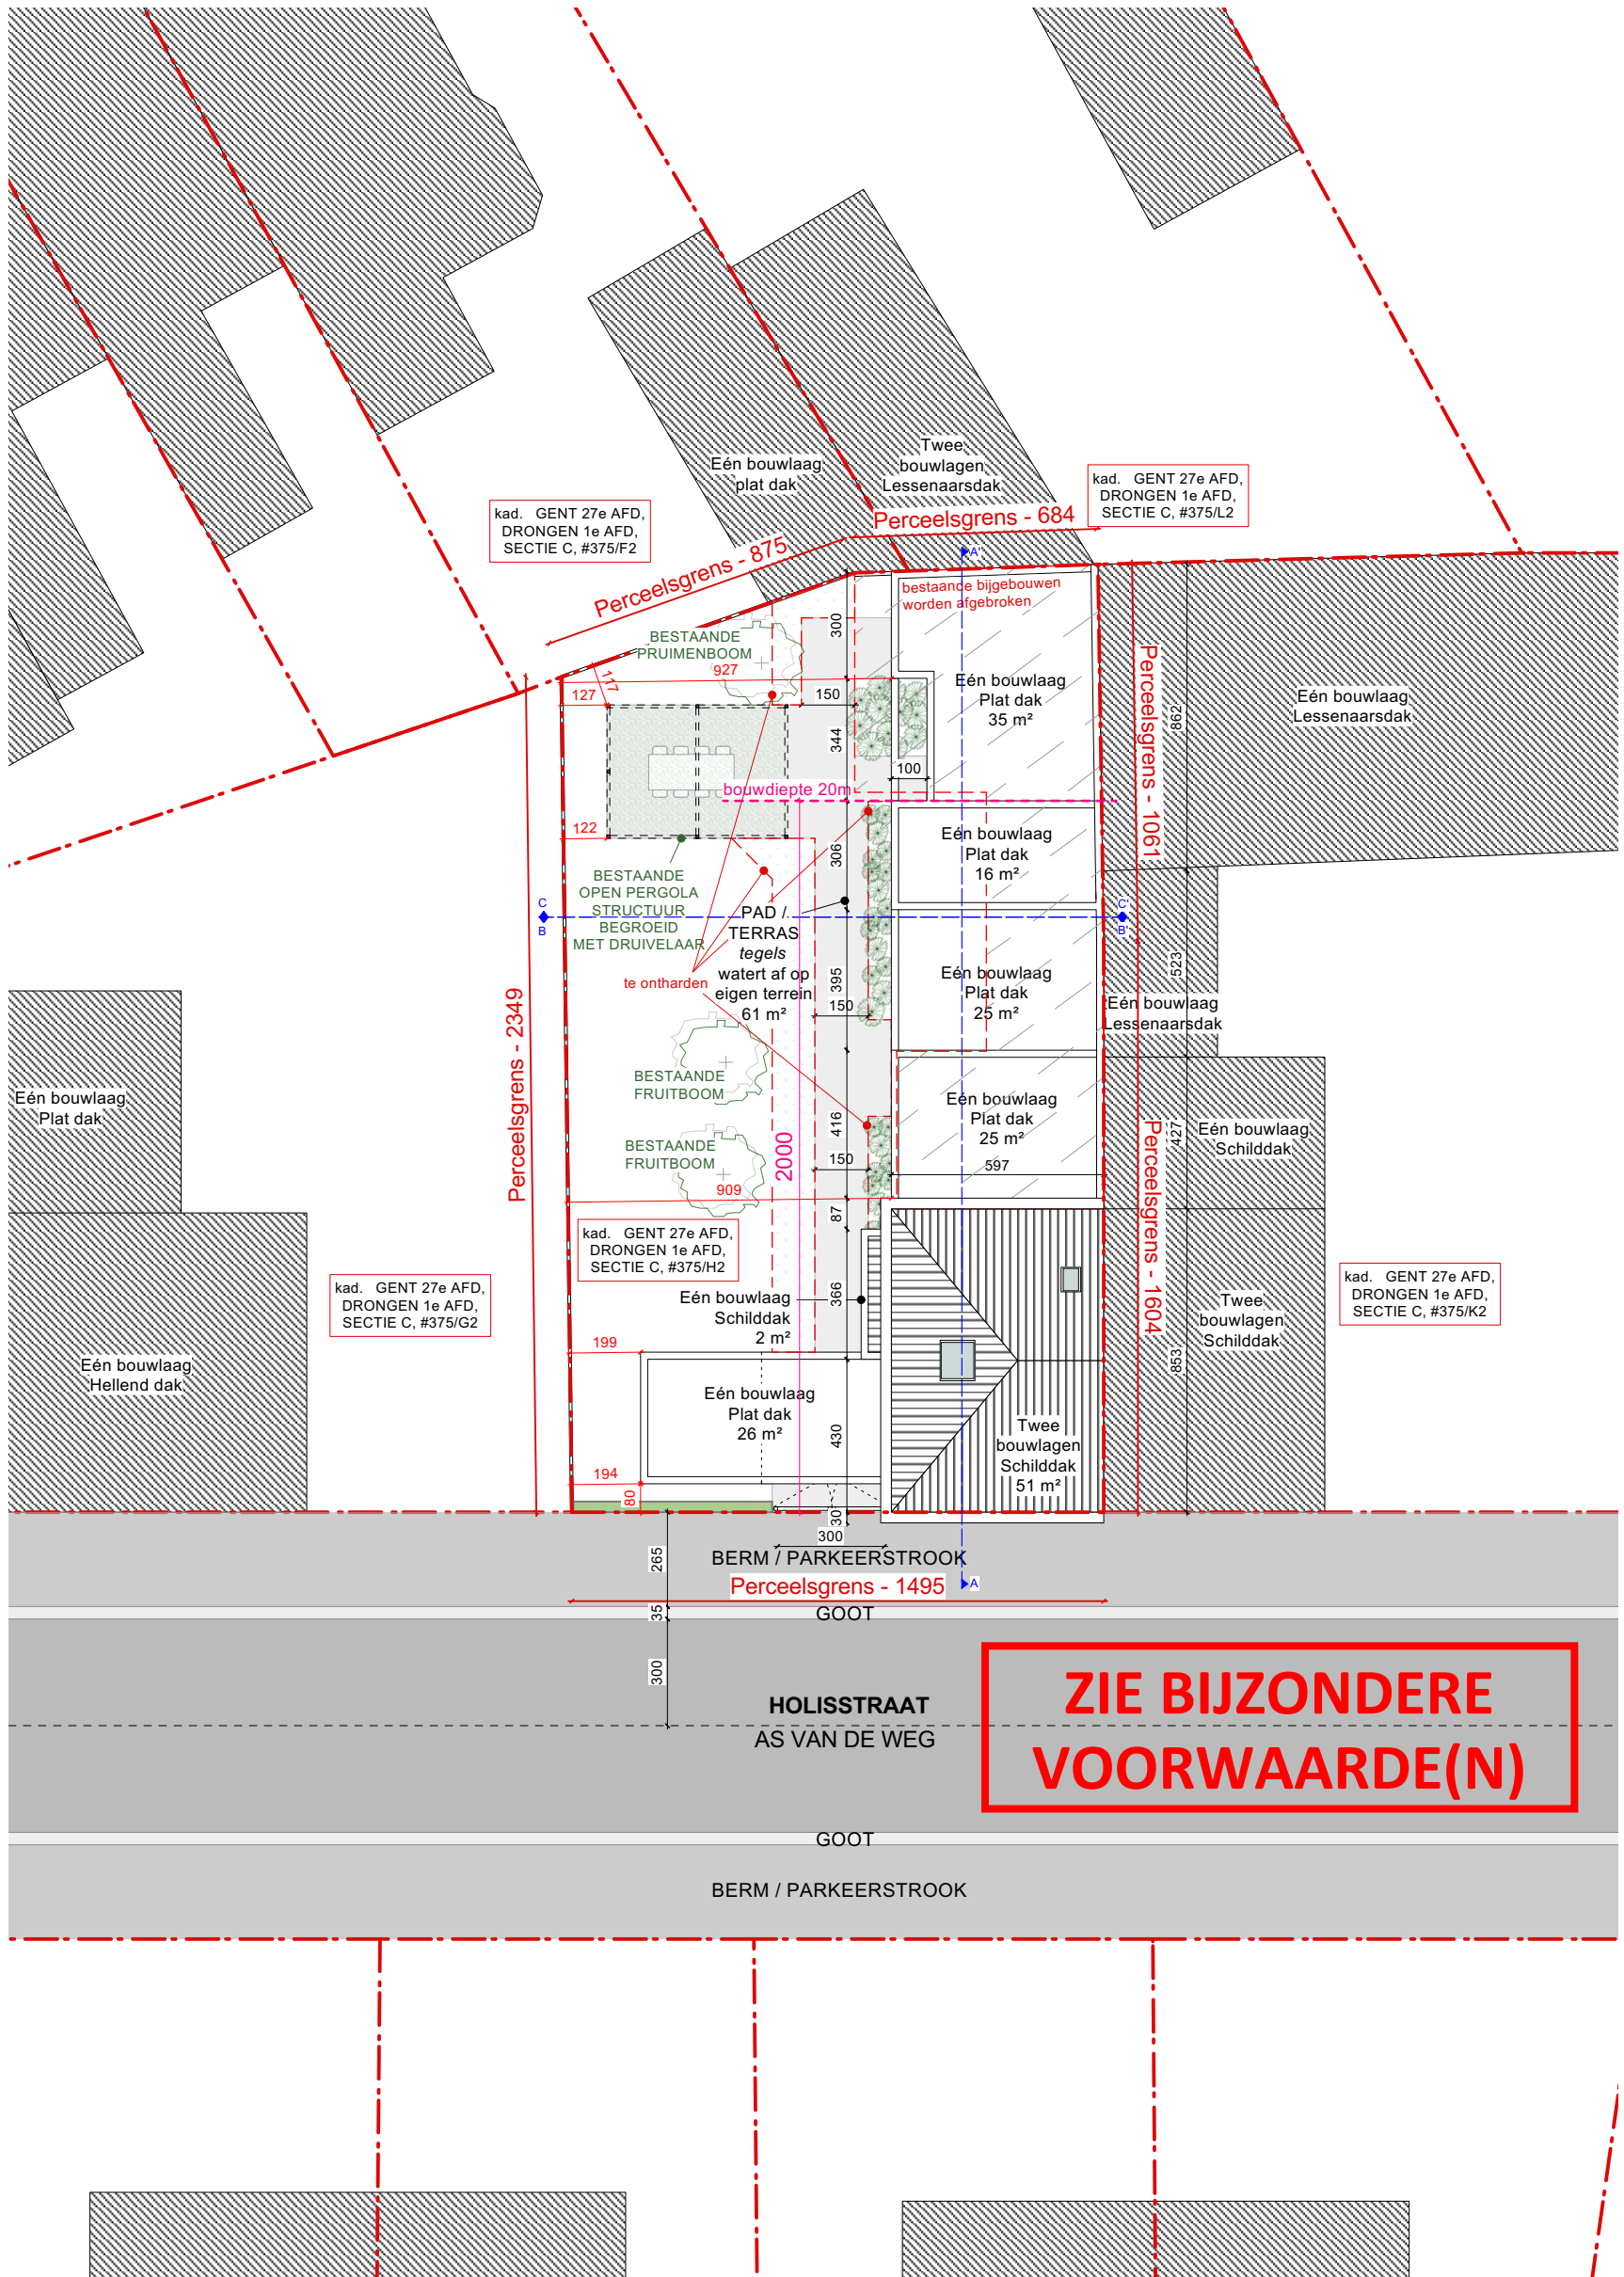 Eén bouwlaag
plat dak
Twee
bouwlagen
Lessenaarsdak
kad. GENT 27e AFD,
DRONGEN 1e AFD,
SECTIE C, #375/L2
kad. GENT 27e AFD,
DRONGEN 1e AFD,
SECTIE C, #375/F2
Perceelsgrens - 684
Perceelsgrens - 875
A'
bestaande bijgebouwen
worden afgebroken
300
BESTAANDE
PRUIMENBOOM
927
117
127
150
Eén bouwlaag
Plat dak
35 m²
Perceelsgrens - 1061
862
Eén bouwlaag
Lessenaarsdak
344
100
bouwdiepte 20m
122
306
Eén bouwlaag
Plat dak
16 m²
BESTAANDE
OPEN PERGOLA
STRUCTUUR
BEGROEID
MET DRUIVELAAR
C
B
C'
B'
PAD /
TERRAS
tegels
watert af op
eigen terrein
61 m²
te ontharden
395
150
Eén bouwlaag
Plat dak
25 m²
523
Eén bouwlaag
Lessenaarsdak
Perceelsgrens - 2349
BESTAANDE
FRUITBOOM
Eén bouwlaag
Plat dak
Eén bouwlaag
Plat dak
25 m²
416
427
Eén bouwlaag
Schilddak
BESTAANDE
FRUITBOOM
2000
150
597
909
87
Perceelsgrens - 1604
kad. GENT 27e AFD,
DRONGEN 1e AFD,
SECTIE C, #375/H2
kad. GENT 27e AFD,
DRONGEN 1e AFD,
SECTIE C, #375/G2
kad. GENT 27e AFD,
DRONGEN 1e AFD,
SECTIE C, #375/K2
Eén bouwlaag
Schilddak
2 m²
366
Twee
bouwlagen
Schilddak
853
199
Eén bouwlaag
Hellend dak
Eén bouwlaag
Plat dak
26 m²
430
Twee
bouwlagen
Schilddak
51 m²
194
80
30
300
265
BERM / PARKEERSTROOK
A
Perceelsgrens - 1495
35
GOOT
300
HOLISSTRAAT
AS VAN DE WEG
ZIE BIJZONDERE
VOORWAARDE(N)
GOOT
BERM / PARKEERSTROOK